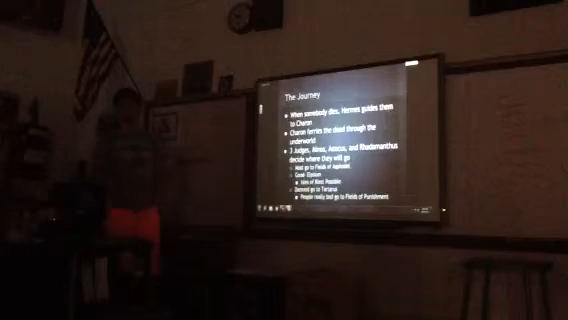 The Journey
When somebody dies, Hermes guides them
to Charon
Charon ferries the dead through the
underworld
3 Judges, Minos, Aeacus, and Rhadamanthus
decide where they will go
Most go to Fields of Asphodel
Good- Elysium
Isles of Blest Possible
Damned go to Tartarus
People really bad go to Fields of Punishment